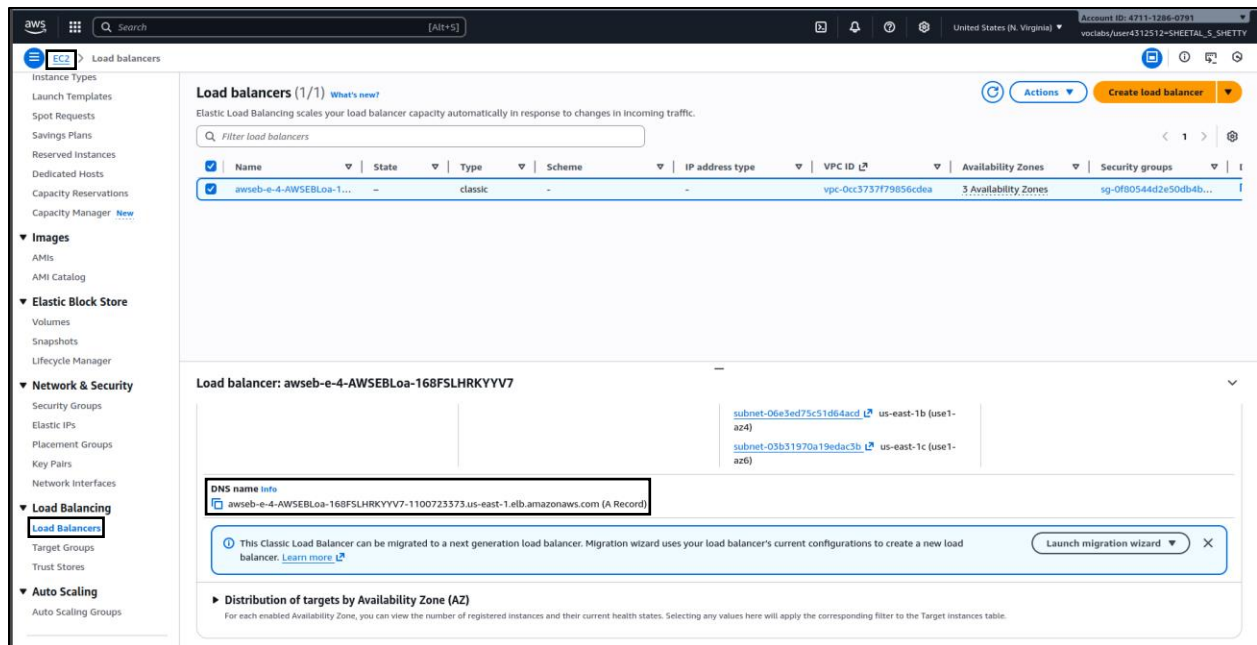 aws
Search
[Alt+S]
United States (N. Virginia) ▼
Account ID: 4711-1286-0791
voclabs/user4312512=SHEETAL_S_SHETTY
EC2 > Load balancers
Instance Types
Launch Templates
Spot Requests
Savings Plans
Reserved Instances
Dedicated Hosts
Capacity Reservations
Capacity Manager New
▼ Images
AMIs
AMI Catalog
▼ Elastic Block Store
Volumes
Snapshots
Lifecycle Manager
▼ Network & Security
Security Groups
Elastic IPs
Placement Groups
Key Pairs
Network Interfaces
▼ Load Balancing
Load Balancers
Target Groups
Trust Stores
▼ Auto Scaling
Auto Scaling Groups
Load balancers (1/1) What's new?
Actions ▼
Create load balancer ▼
Elastic Load Balancing scales your load balancer capacity automatically in response to changes in incoming traffic.
Filter load balancers
< 1 >
Name | State | Type | Scheme | IP address type | VPC ID | Availability Zones | Security groups
awseb-e-4-AWSEBLoa-1... – classic - - vpc-0cc3737f79856cdea 3 Availability Zones sg-0f80544d2e50db4b...
Load balancer: awseb-e-4-AWSEBLoa-168FSLHRKYYV7
subnet-06e3ed75c51d64acd us-east-1b (use1-
az4)
subnet-03b31970a19edac3b us-east-1c (use1-
az6)
DNS name Info
awseb-e-4-AWSEBLoa-168FSLHRKYYV7-1100723373.us-east-1.elb.amazonaws.com (A Record)
This Classic Load Balancer can be migrated to a next generation load balancer. Migration wizard uses your load balancer's current configurations to create a new load
balancer. Learn more
Launch migration wizard ▼
▶ Distribution of targets by Availability Zone (AZ)
For each enabled Availability Zone, you can view the number of registered instances and their current health states. Selecting any values here will apply the corresponding filter to the Target instances table.